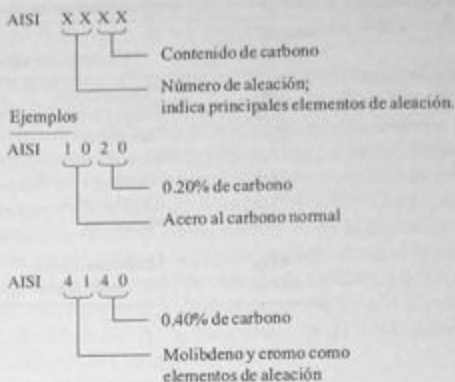 AISI X X X X
Contenido de carbono
Número de aleación;
indica principales elementos de aleación.
Ejemplos
AISI 1 0 2 0
0.20% de carbono
Acero al carbono normal
AISI 4 1 4 0
0.40% de carbono
Molibdeno y cromo como
elementos de aleación